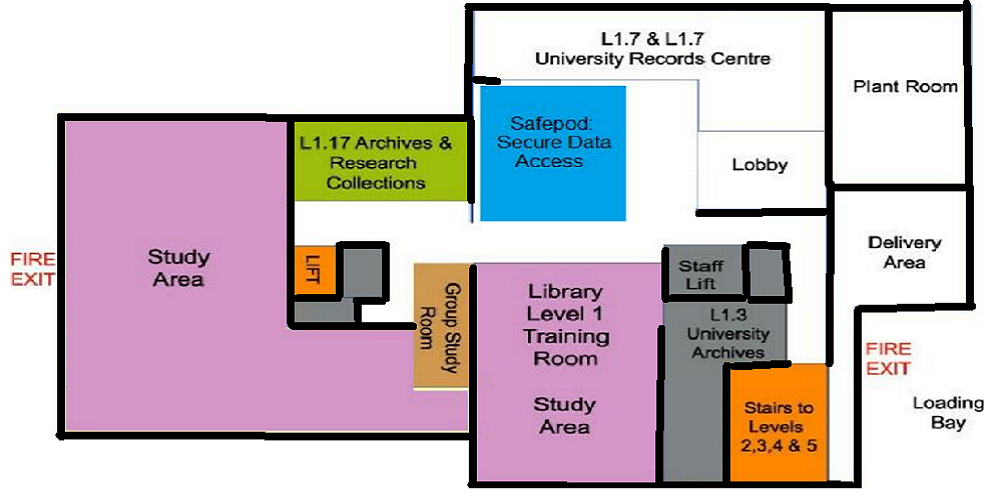 L1.7 & L1.7
University Records Centre
Plant Room
Safepod:
Secure Data
Access
L1.17 Archives &
Research
Collections
Lobby
FIRE
EXIT
Study
Area
LIFT
Group Study
Room
Library
Level 1
Training
Room
Study
Area
Staff
Lift
L1.3
University
Archives
Delivery
Area
FIRE
EXIT
Stairs to
Levels
2,3,4 & 5
Loading
Bay